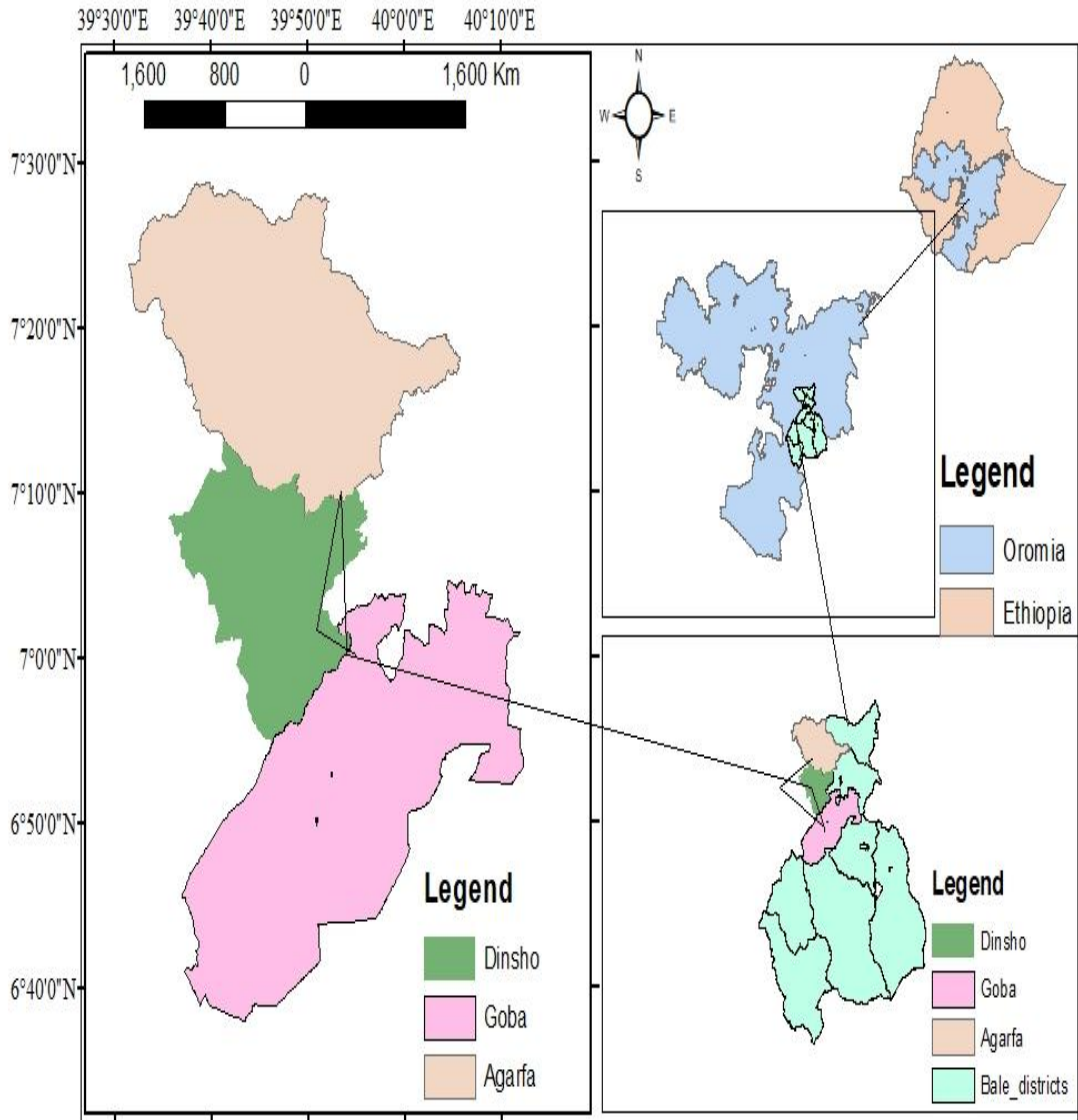 39°30'0"E 39°40'0"E 39°50'0"E 40°0'0"E 40°10'0"E
1,600 800 0 1,600 Km
7°30'0"N
7°20'0"N
7°10'0"N
7°0'0"N
6°50'0"N
6°40'0"N
Legend
Dinsho
Goba
Agarfa
N
W E
S
Legend
Oromia
Ethiopia
Legend
Dinsho
Goba
Agarfa
Bale_districts